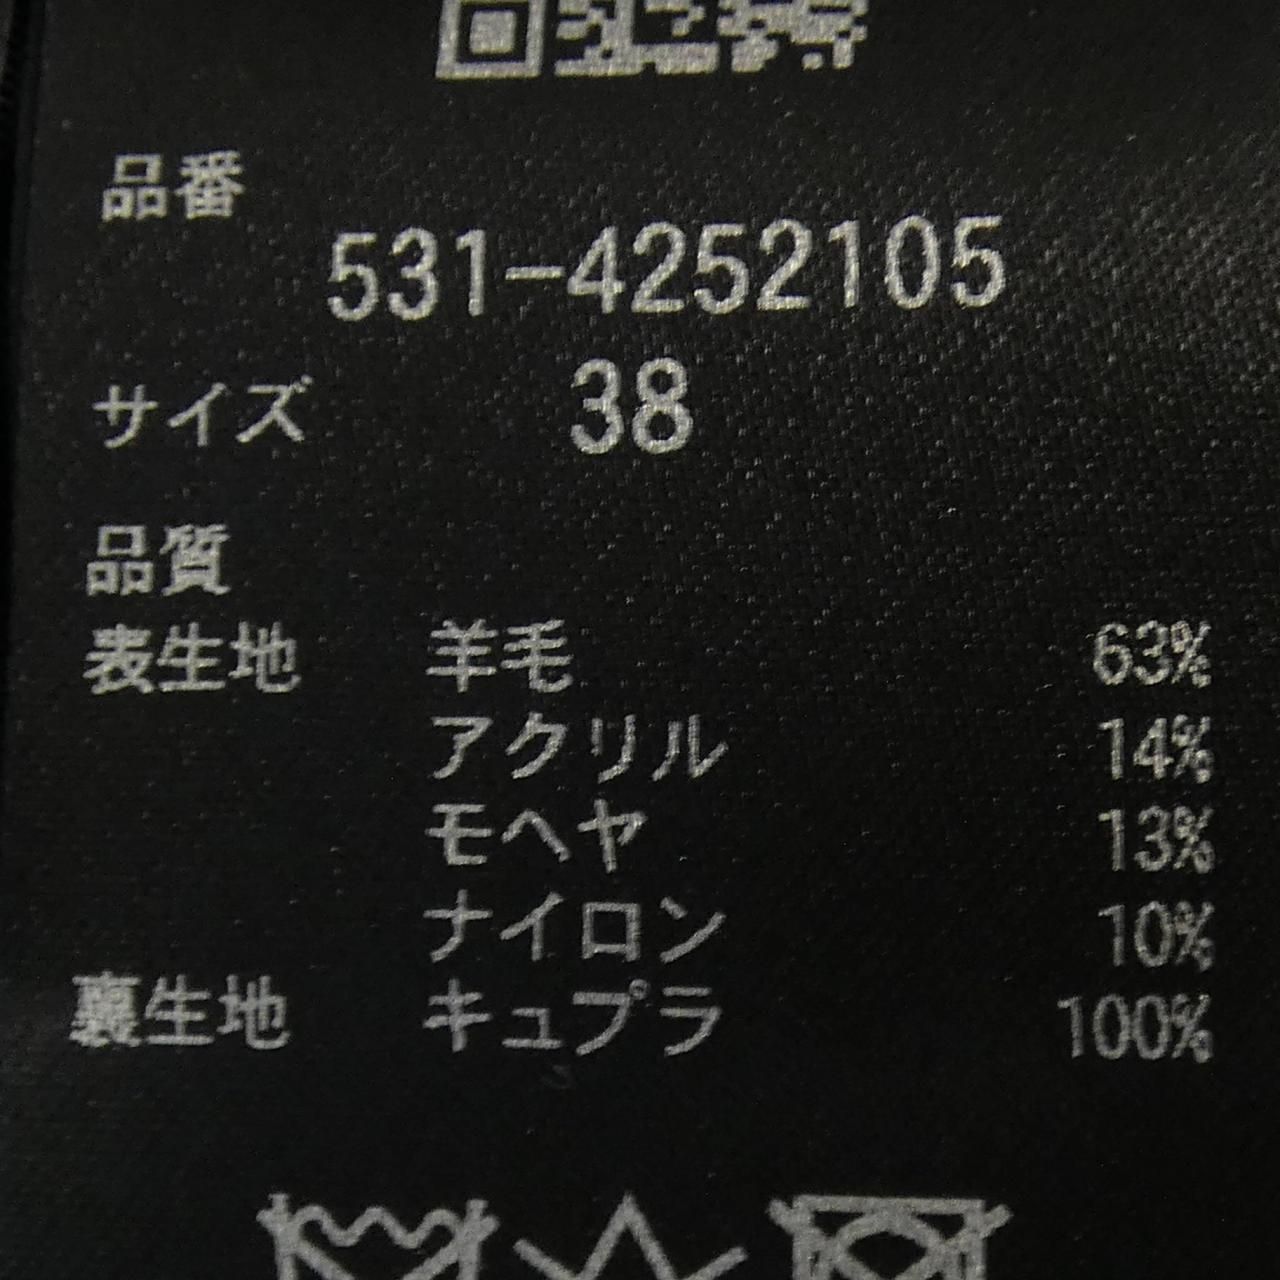 品番
531-4252105
サイズ 38
品質
表生地 羊毛 63%
アクリル 14%
モヘヤ 13%
ナイロン 10%
裏生地 キュプラ 100%